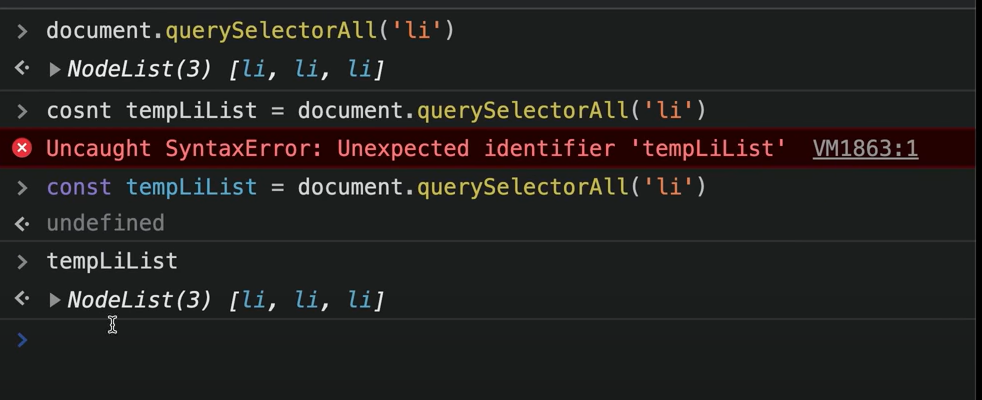 > document.querySelectorAll('li')
<· ▶ NodeList(3) [li, li, li]
> cosnt tempLiList = document.querySelectorAll('li')
Uncaught SyntaxError: Unexpected identifier 'tempLiList' VM1863:1
> const tempLiList = document.querySelectorAll('li')
<· undefined
> tempLiList
<· ▶ NodeList(3) [li, li, li]
>